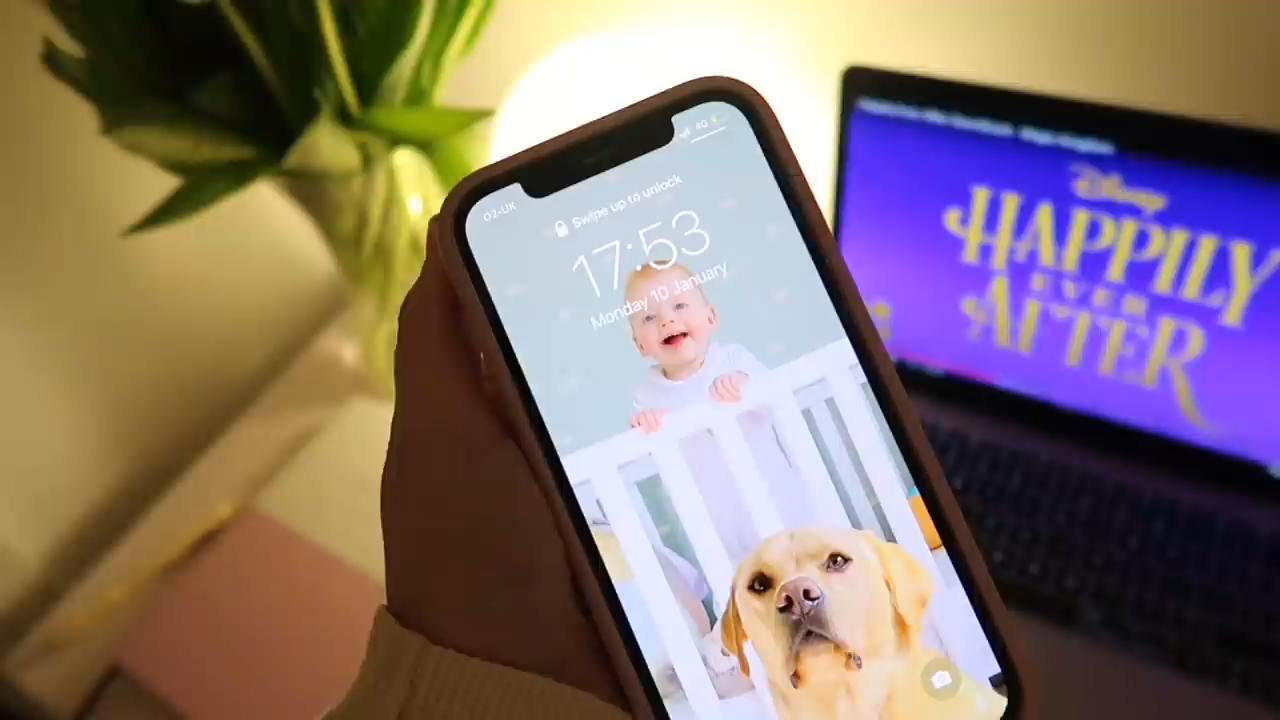 O2-UK
4G
Swipe up to unlock
17:53
Monday 10 January
Disney
HAPPILY
EVER
AFTER